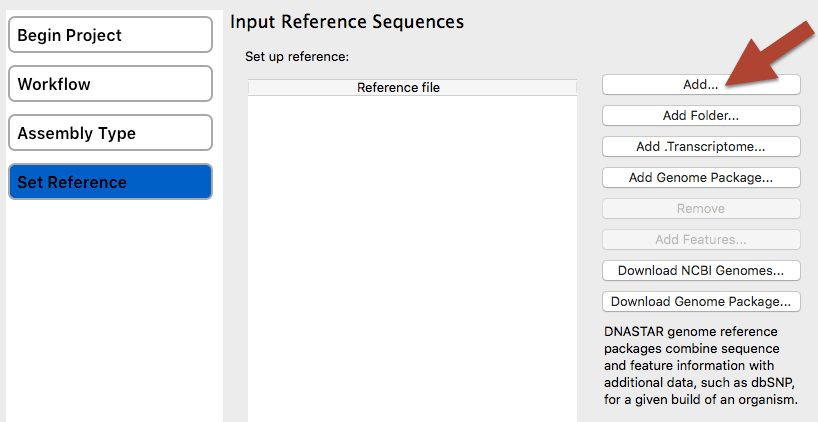 Input Reference Sequences
Begin Project
Workflow
Assembly Type
Set Reference
Set up reference:
Reference file
Add...
Add Folder...
Add .Transcriptome...
Add Genome Package...
Remove
Add Features...
Download NCBI Genomes...
Download Genome Package...
DNASTAR genome reference
packages combine sequence
and feature information with
additional data, such as dbSNP,
for a given build of an organism.